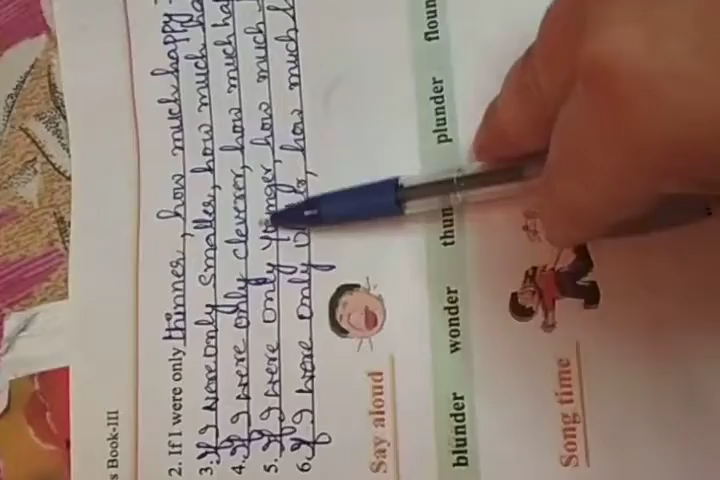 s Book-III
2. If I were only thinner, how much happy
3. If I were only smaller, how much
4. If I were only cleverer, how much
5. If I were only younger, how much
6. If I were only, how much
Say aloud
blunder wonder plunder
Song time